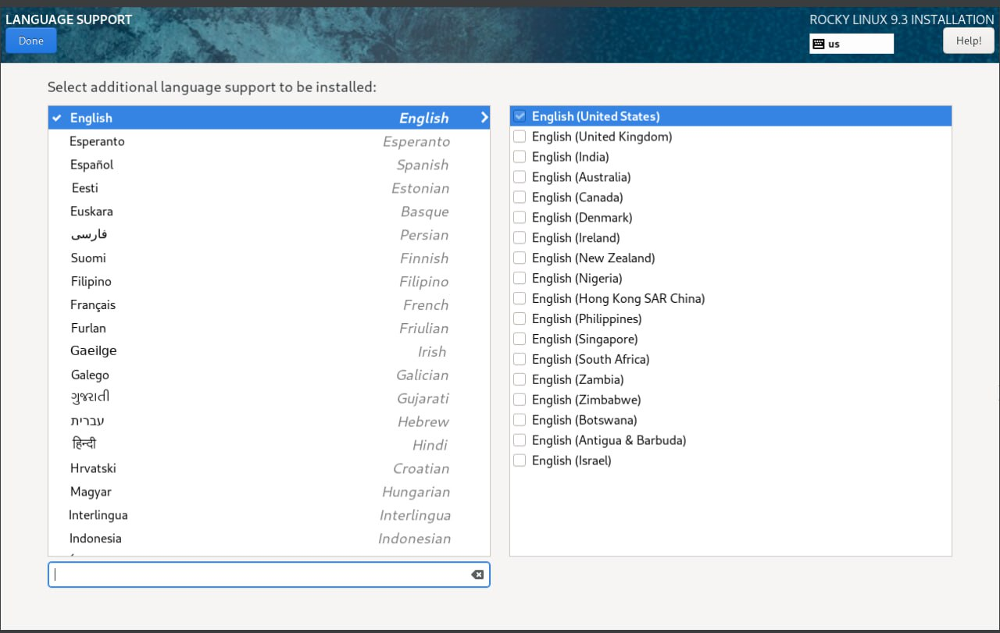 LANGUAGE SUPPORT
ROCKY LINUX 9.3 INSTALLATION
Done
us
Help!
Select additional language support to be installed:
English English
Esperanto Esperanto
Español Spanish
Eesti Estonian
Euskara Basque
فارسی Persian
Suomi Finnish
Filipino Filipino
Français French
Furlan Friulian
Gaeilge Irish
Galego Galician
ગુજરાતી Gujarati
עברית Hebrew
हिन्दी Hindi
Hrvatski Croatian
Magyar Hungarian
Interlingua Interlingua
Indonesia Indonesian
English (United States)
English (United Kingdom)
English (India)
English (Australia)
English (Canada)
English (Denmark)
English (Ireland)
English (New Zealand)
English (Nigeria)
English (Hong Kong SAR China)
English (Philippines)
English (Singapore)
English (South Africa)
English (Zambia)
English (Zimbabwe)
English (Botswana)
English (Antigua & Barbuda)
English (Israel)